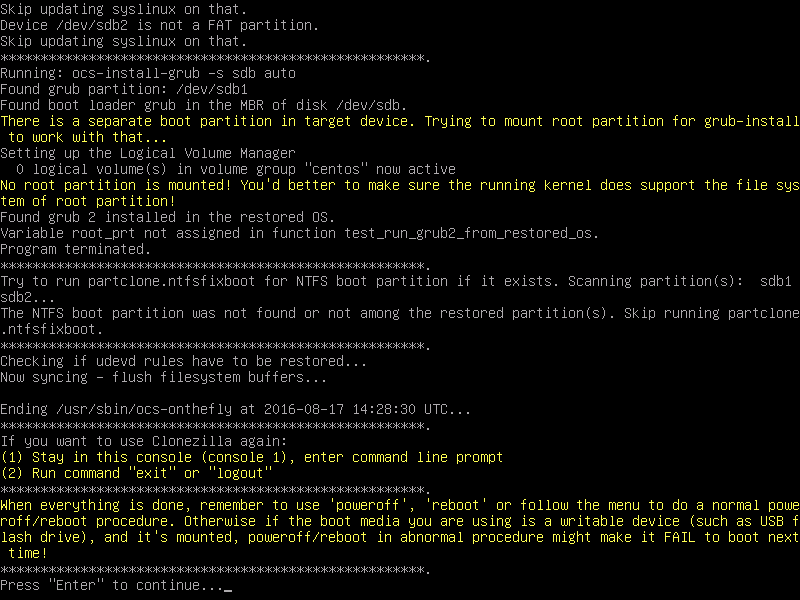 Skip updating syslinux on that.
Device /dev/sdb2 is not a FAT partition.
Skip updating syslinux on that.
*****************************************************.
Running: ocs-install-grub -s sdb auto
Found grub partition: /dev/sdb1
Found boot loader grub in the MBR of disk /dev/sdb.
There is a separate boot partition in target device. Trying to mount root partition for grub-install
 to work with that...
Setting up the Logical Volume Manager
  0 logical volume(s) in volume group "centos" now active
No root partition is mounted! You'd better to make sure the running kernel does support the file sys
tem of root partition!
Found grub 2 installed in the restored OS.
Variable root_prt not assigned in function test_run_grub2_from_restored_os.
Program terminated.
*****************************************************.
Try to run partclone.ntfsfixboot for NTFS boot partition if it exists. Scanning partition(s):  sdb1
sdb2...
The NTFS boot partition was not found or not among the restored partition(s). Skip running partclone
.ntfsfixboot.
*****************************************************.
Checking if udevd rules have to be restored...
Now syncing - flush filesystem buffers...
Ending /usr/sbin/ocs-onthefly at 2016-08-17 14:28:30 UTC...
*****************************************************.
If you want to use Clonezilla again:
(1) Stay in this console (console 1), enter command line prompt
(2) Run command "exit" or "logout"
*****************************************************.
When everything is done, remember to use 'poweroff', 'reboot' or follow the menu to do a normal powe
roff/reboot procedure. Otherwise if the boot media you are using is a writable device (such as USB f
lash drive), and it's mounted, poweroff/reboot in abnormal procedure might make it FAIL to boot next
 time!
*****************************************************.
Press "Enter" to continue..._